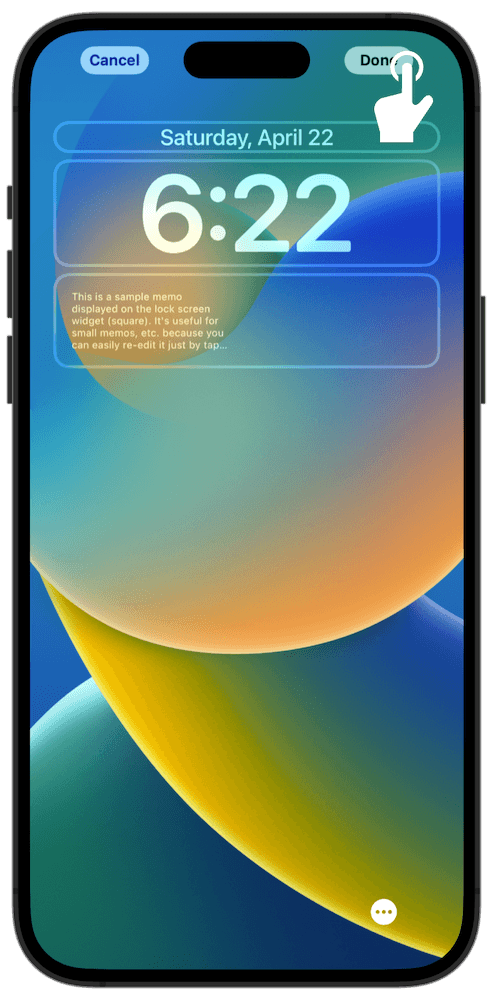 Cancel
Done
Saturday, April 22
6:22
This is a sample memo
displayed on the lock screen
widget (square). It's useful for
small memos, etc. because you
can easily re-edit it just by tap...